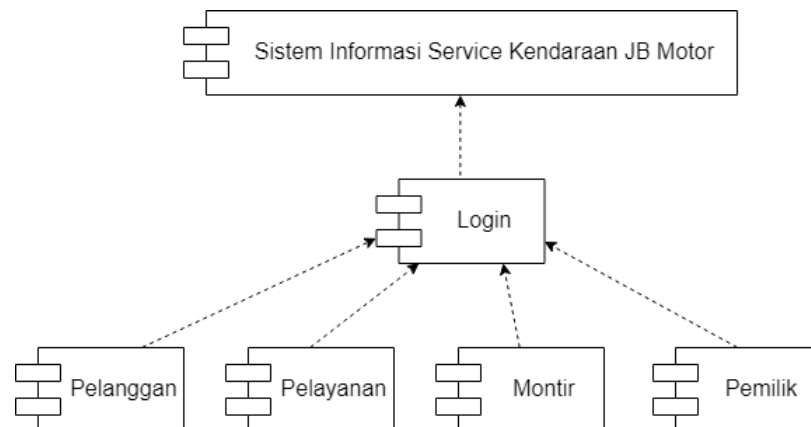 Sistem Informasi Service Kendaraan JB Motor
Login
Pelanggan
Pelayanan
Montir
Pemilik